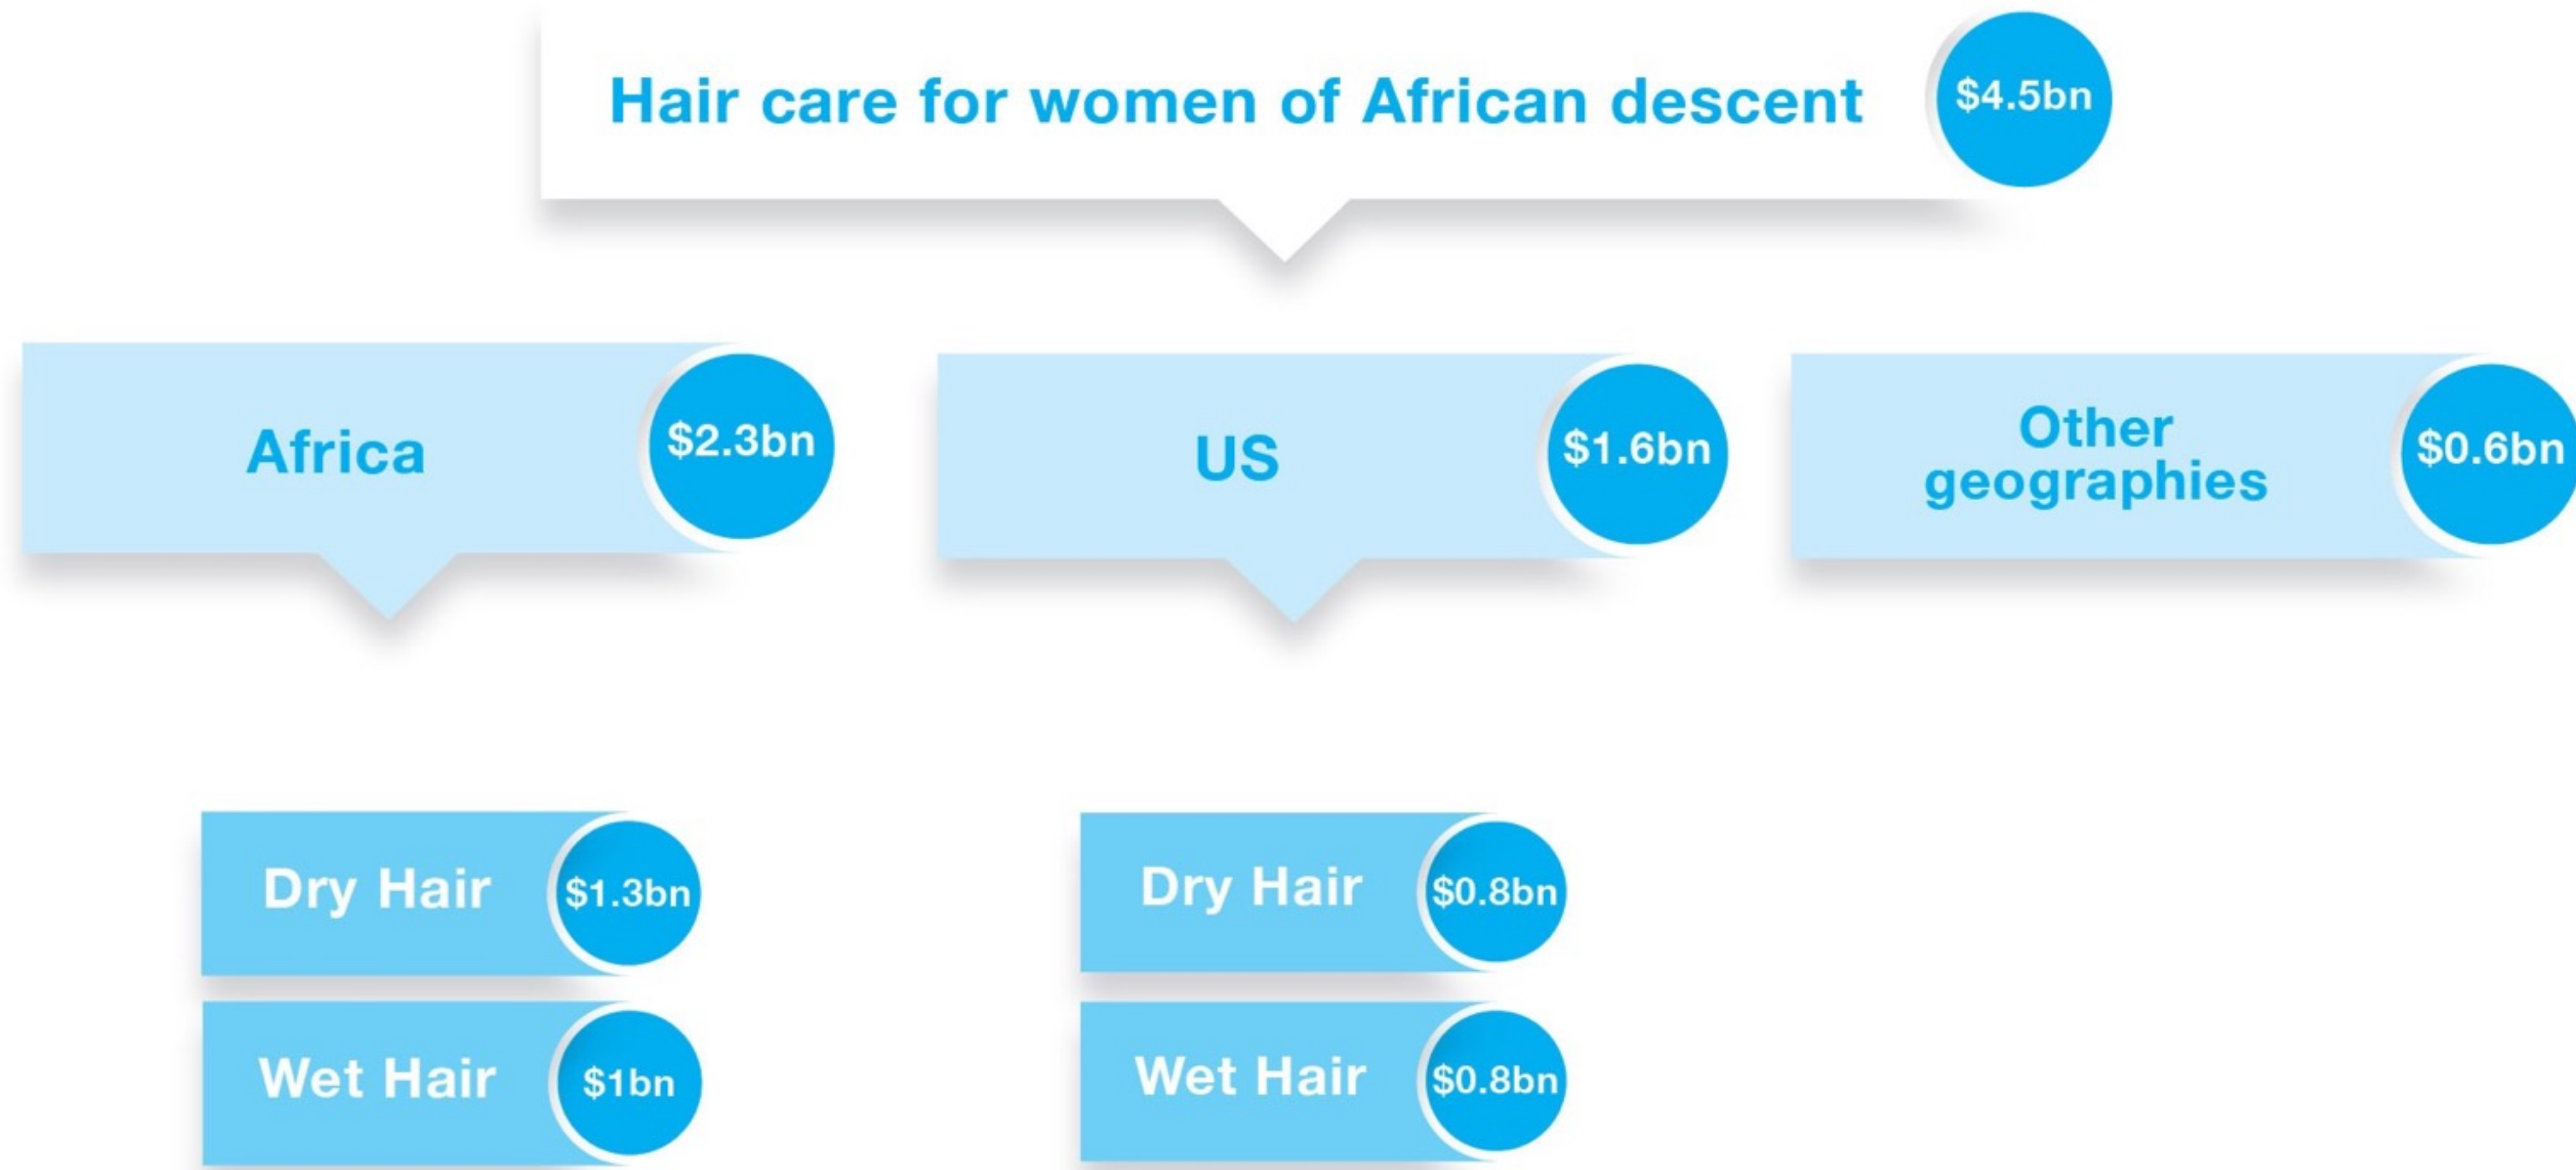 Hair care for women of African descent
$4.5bn
Africa
$2.3bn
US
$1.6bn
Other
geographies
$0.6bn
Dry Hair
$1.3bn
Wet Hair
$1bn
Dry Hair
$0.8bn
Wet Hair
$0.8bn